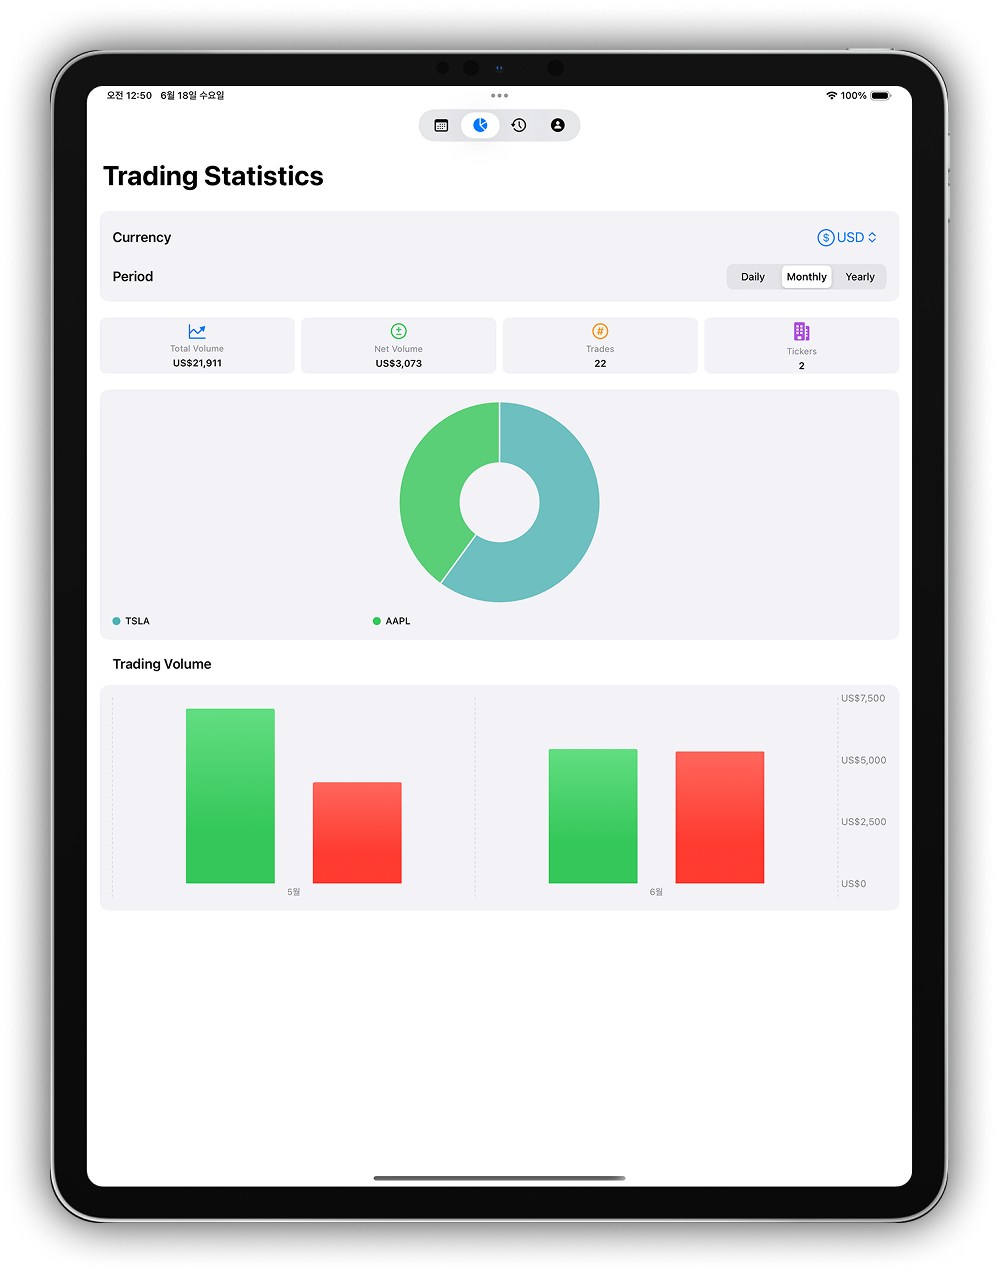 오전 12:50 6월 18일 수요일
100%
Trading Statistics
Currency
$ USD
Period
Daily Monthly Yearly
Total Volume
US$21,911
Net Volume
US$3,073
#
Trades
22
Tickers
2
TSLA
AAPL
Trading Volume
US$7,500
US$5,000
US$2,500
US$0
5월
6월